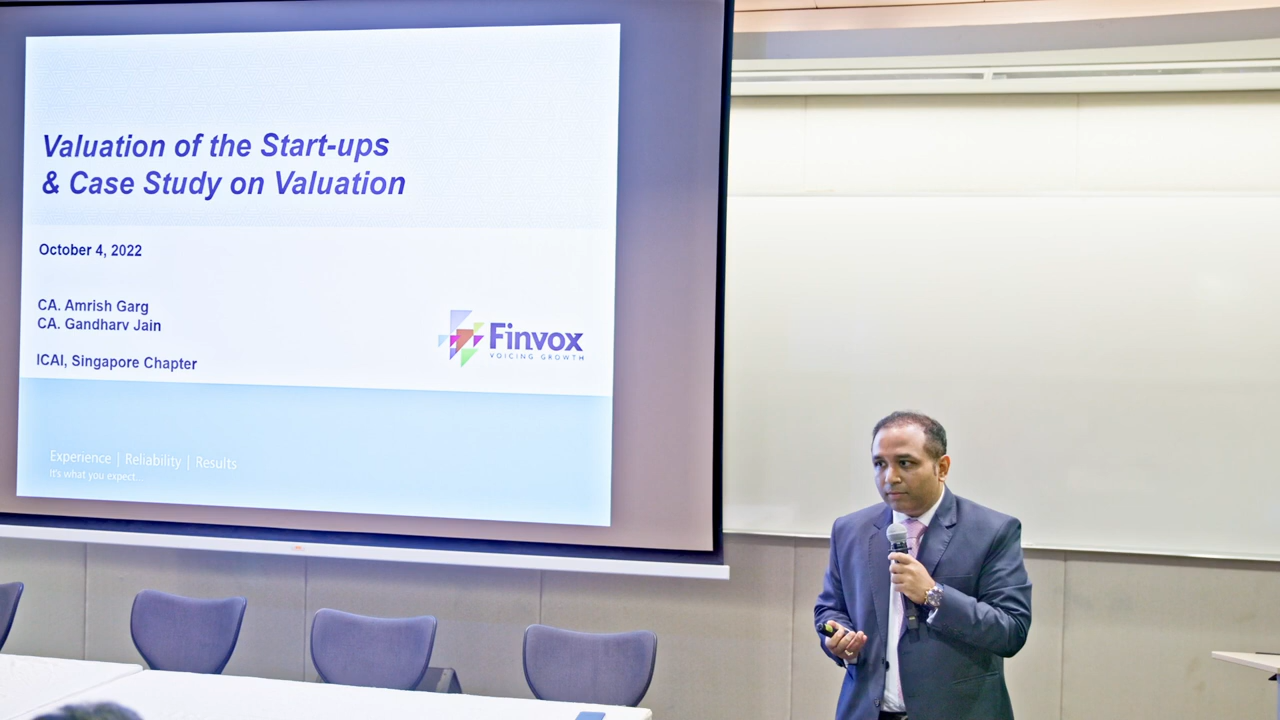 Valuation of the Start-ups
& Case Study on Valuation
October 4, 2022
CA. Amrish Garg
CA. Gandharv Jain
ICAI, Singapore Chapter
Finvox
VOICING GROWTH
Experience | Reliability | Results
It's what you expect...